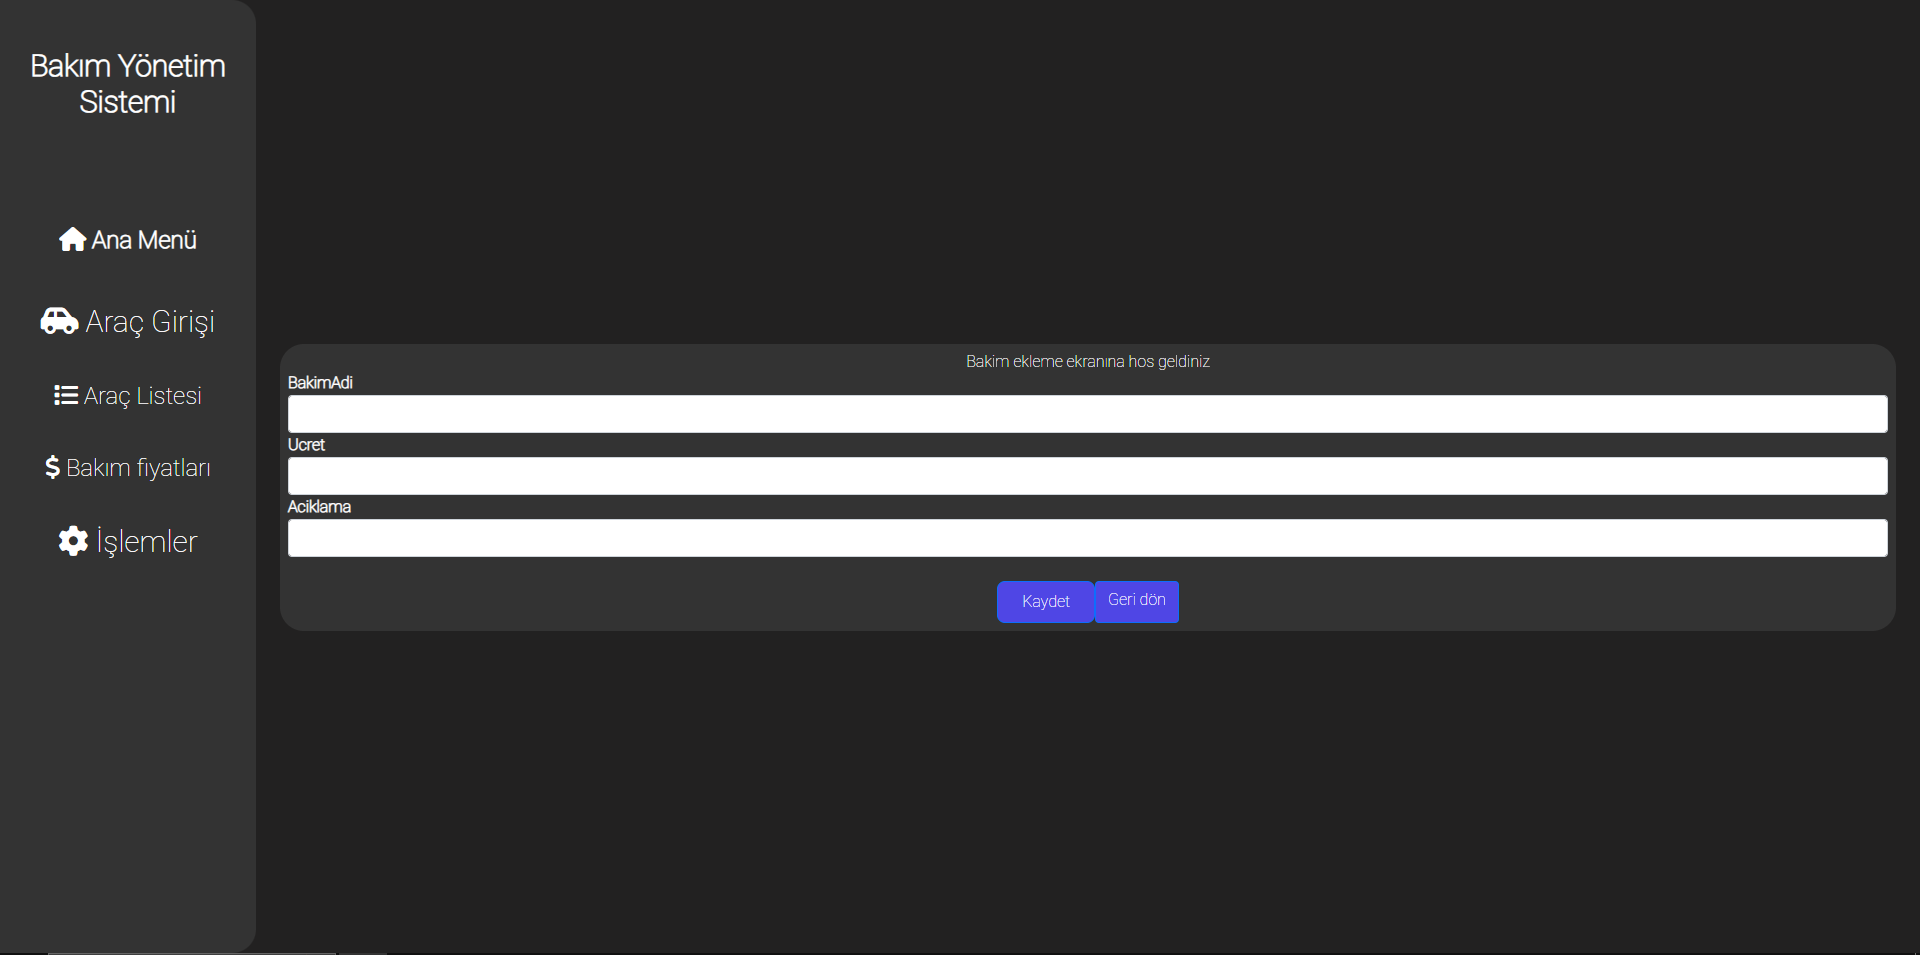 Bakım Yönetim
Sistemi
Ana Menü
Araç Girişi
Araç Listesi
Bakım fiyatları
İşlemler
Bakim ekleme ekranına hos geldiniz
BakimAdi
Ucret
Aciklama
Kaydet
Geri dön